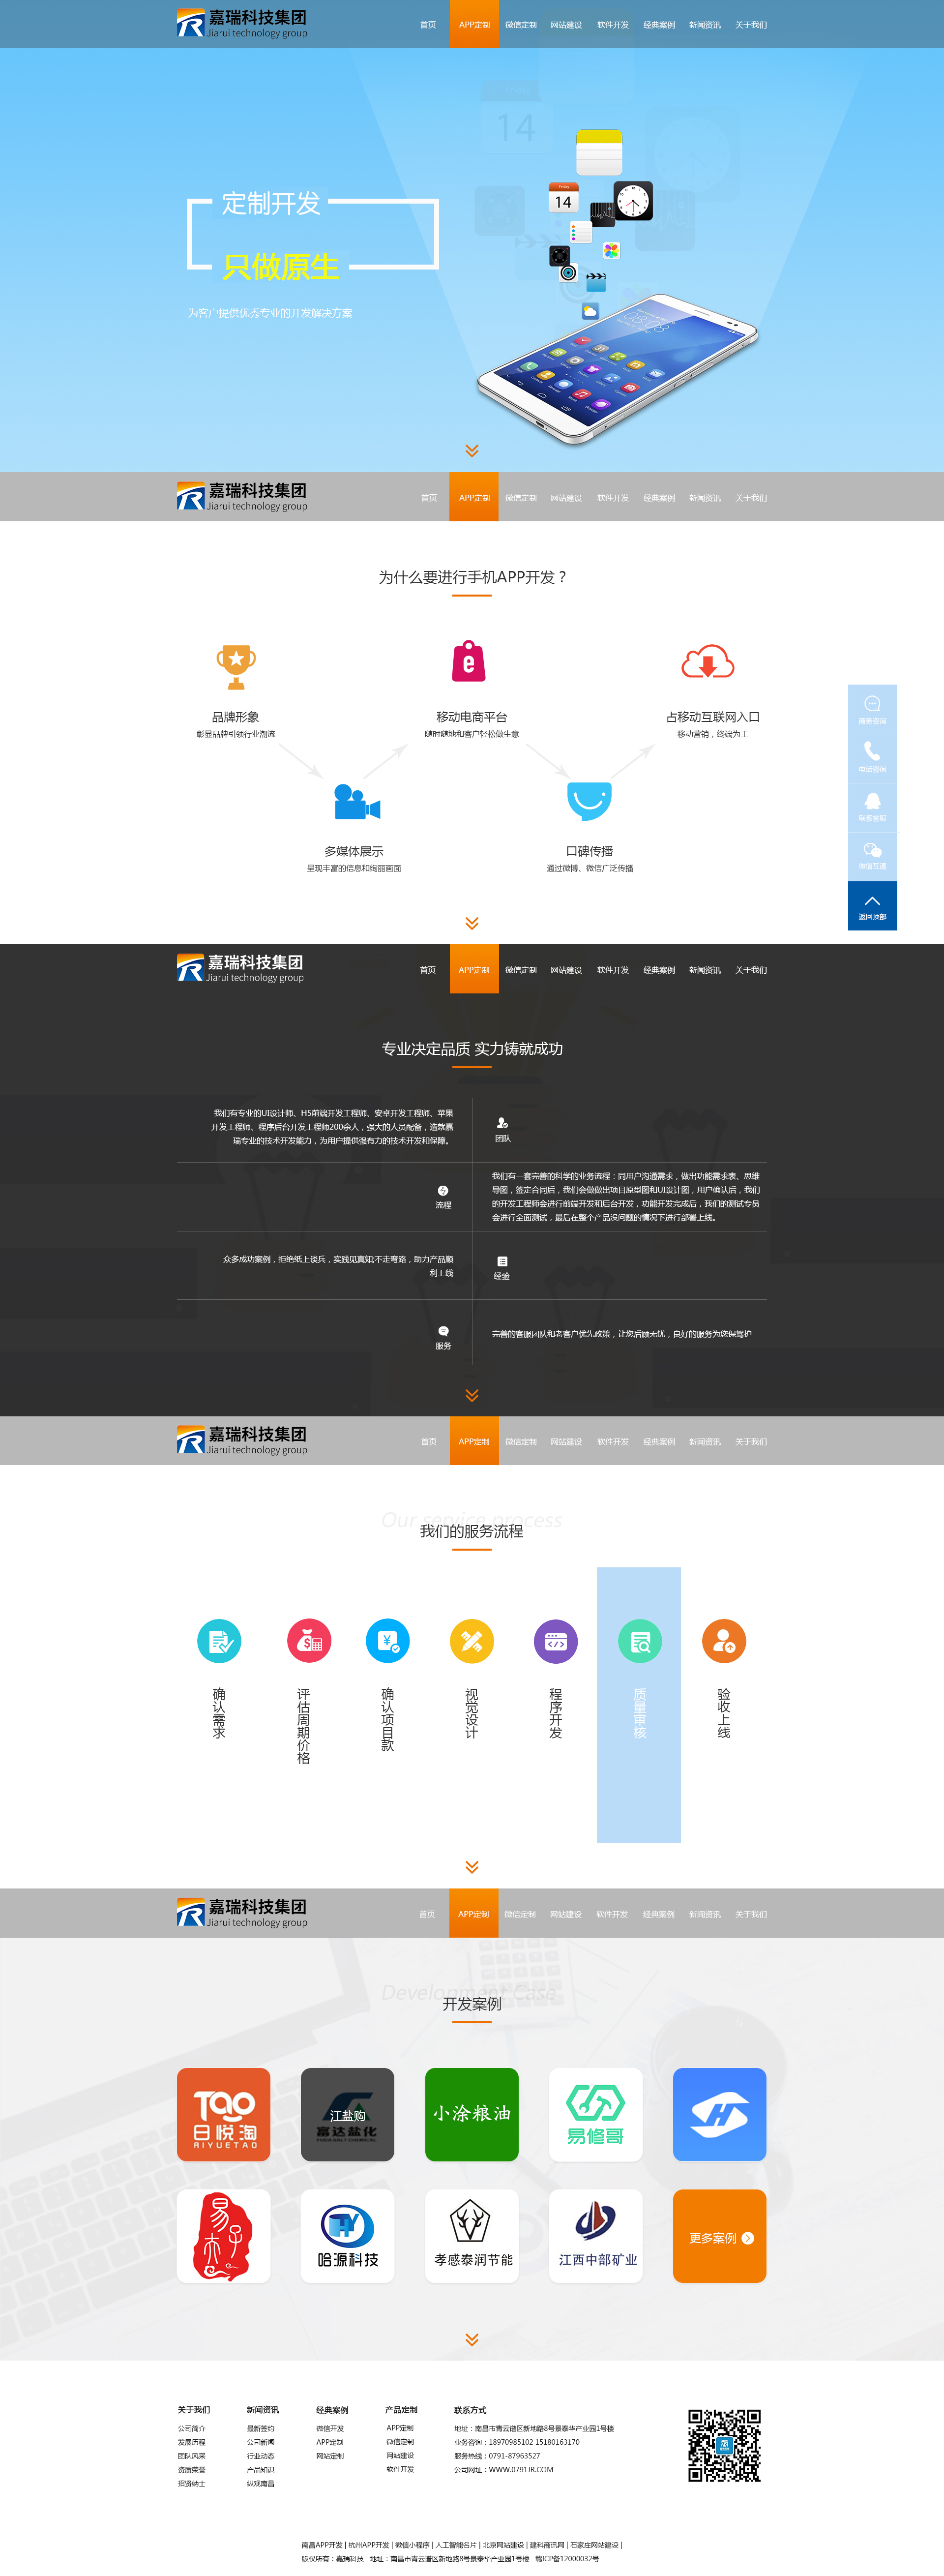 嘉瑞科技集团
Jiarui technology group
首页 APP定制 微信定制 网站建设 软件开发 经典案例 新闻资讯 关于我们
14
Friday
14
定制开发
只做原生
为客户提供优秀专业的开发解决方案
08:28
嘉瑞科技集团
Jiarui technology group
首页 APP定制 微信定制 网站建设 软件开发 经典案例 新闻资讯 关于我们
为什么要进行手机APP开发？
e
品牌形象
彰显品牌引领行业潮流
移动电商平台
随时随地和客户轻松做生意
占移动互联网入口
移动营销，终端为王
多媒体展示
呈现丰富的信息和绚丽画面
口碑传播
通过微博、微信广泛传播
商务咨询
电话咨询
联系客服
微信互通
返回顶部
嘉瑞科技集团
Jiarui technology group
首页 APP定制 微信定制 网站建设 软件开发 经典案例 新闻资讯 关于我们
专业决定品质 实力铸就成功
我们有专业的UI设计师、H5前端开发工程师、安卓开发工程师、苹果
开发工程师、程序后台开发工程师200余人，强大的人员配备，造就嘉
瑞专业的技术开发能力，为用户提供强有力的技术开发和保障。
团队
流程
我们有一套完善的科学的业务流程：同用户沟通需求，做出功能需求表、思维
导图，签定合同后，我们会做做出项目原型图和UI设计图，用户确认后，我们
的开发工程师会进行前端开发和后台开发，功能开发完成后，我们的测试专员
会进行全面测试，最后在整个产品没问题的情况下进行部署上线。
众多成功案例，拒绝纸上谈兵，实践见真知;不走弯路，助力产品顺
利上线
经验
服务
完善的客服团队和老客户优先政策，让您后顾无忧，良好的服务为您保驾护
嘉瑞科技集团
Jiarui technology group
首页 APP定制 微信定制 网站建设 软件开发 经典案例 新闻资讯 关于我们
Our service process
我们的服务流程
确认需求
评估周期价格
确认项目款
视觉设计
程序开发
质量审核
验收上线
嘉瑞科技集团
Jiarui technology group
首页 APP定制 微信定制 网站建设 软件开发 经典案例 新闻资讯 关于我们
Development Case
开发案例
TAO
日悦淘
RIYUETAO
江盐购
富达盐化
小涂粮油
易修哥
易子木
HY
哈源科技
孝感泰润节能
江西中部矿业
更多案例
关于我们
公司简介
发展历程
团队风采
资质荣誉
招贤纳士
新闻资讯
最新签约
公司新闻
行业动态
产品知识
纵观南昌
经典案例
微信开发
APP定制
网站定制
产品定制
APP定制
微信定制
网站建设
软件开发
联系方式
地址：南昌市青云谱区新地路8号景泰华产业园1号楼
业务咨询：18970985102 15180163170
服务热线：0791-87963527
公司网址：WWW.0791JR.COM
南昌APP开发 | 杭州APP开发 | 微信小程序 | 人工智能名片 | 北京网站建设 | 建科商讯网 | 石家庄网站建设 |
版权所有：嘉瑞科技 地址：南昌市青云谱区新地路8号景泰华产业园1号楼 赣ICP备12000032号